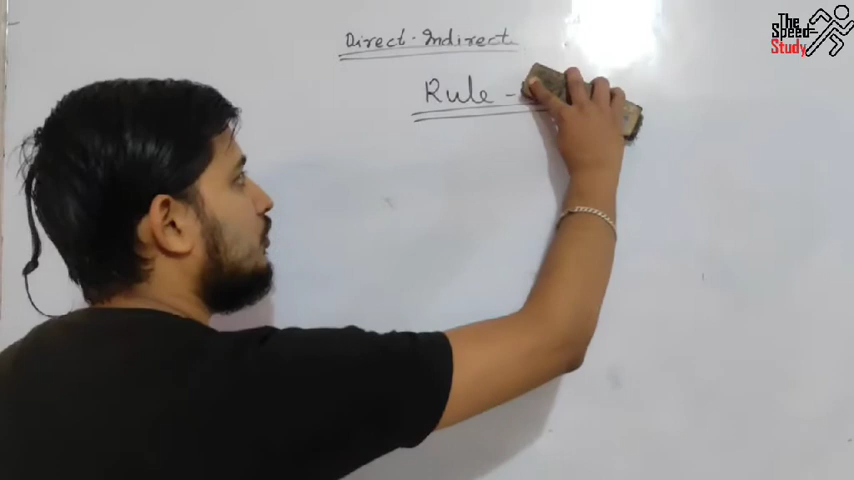 Direct - Indirect
Rule -
The
Speed
Study